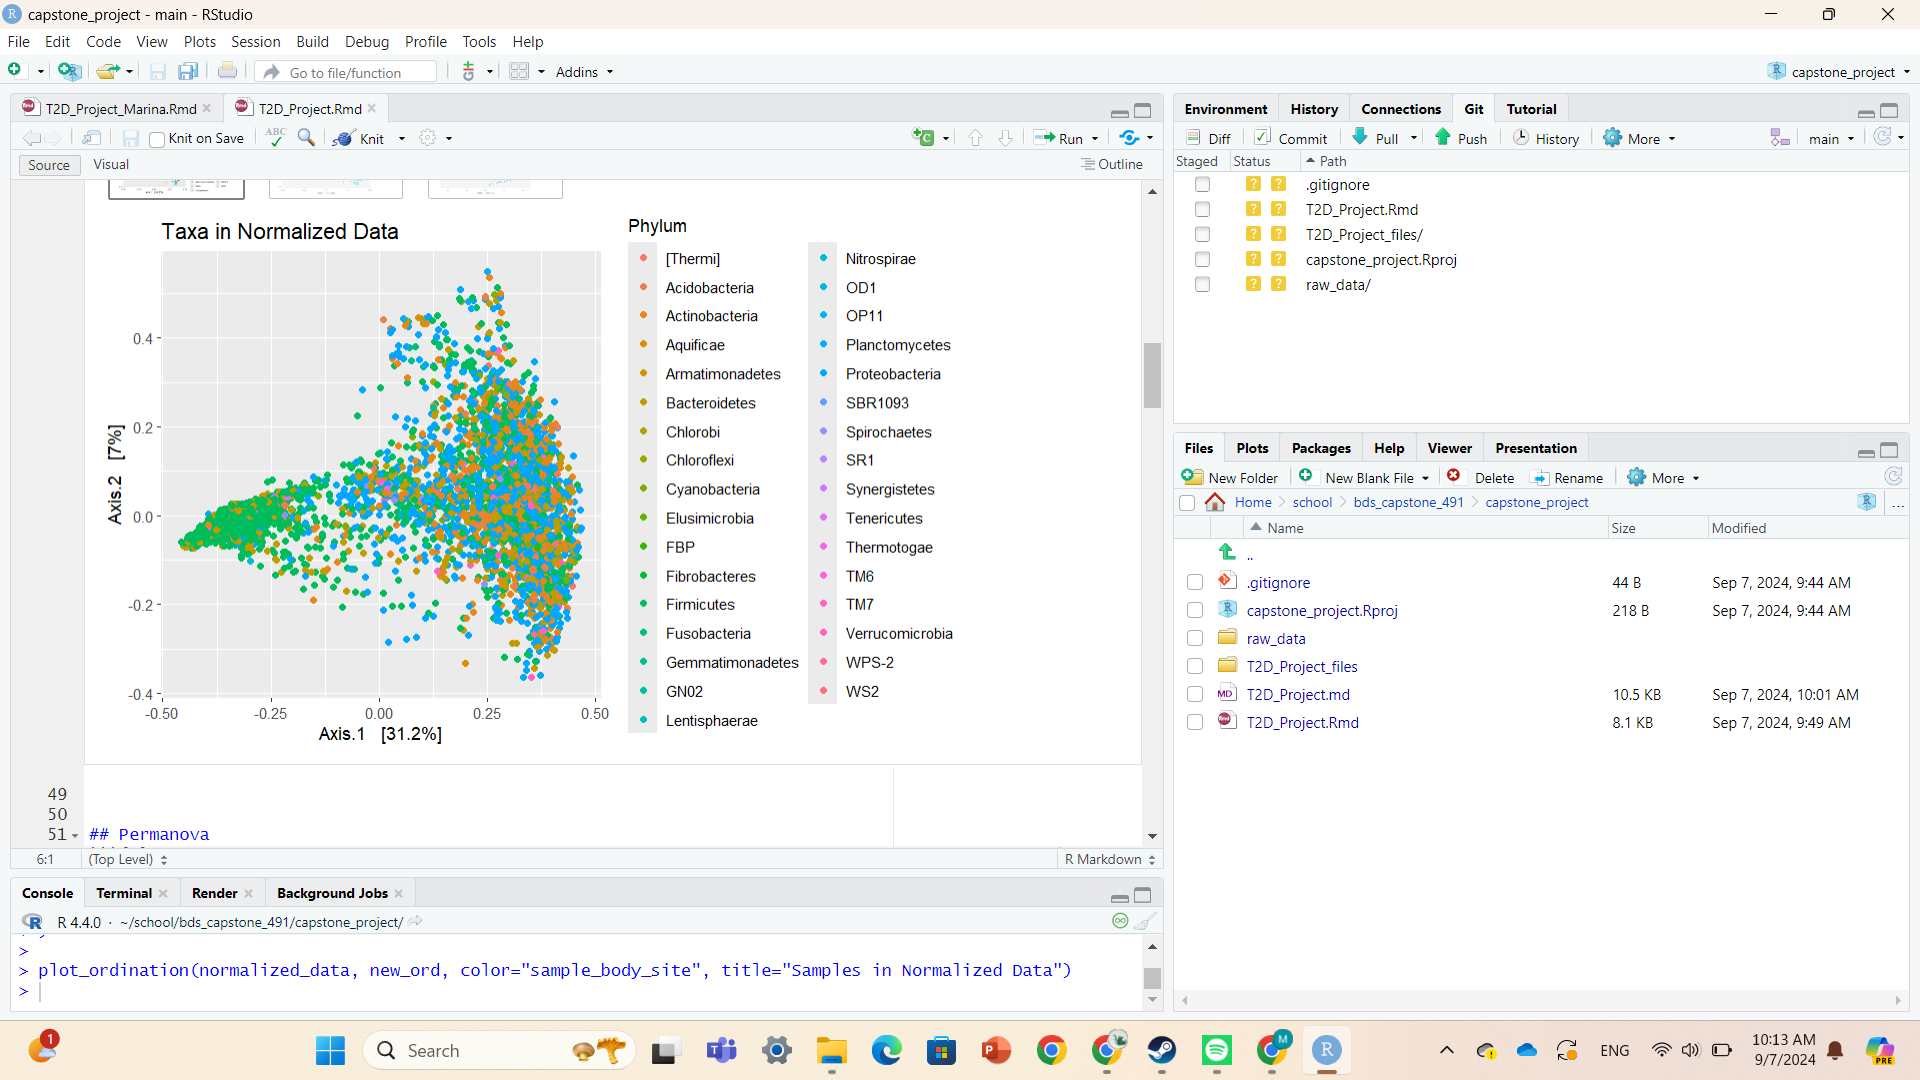 capstone_project - main - RStudio
File Edit Code View Plots Session Build Debug Profile Tools Help
Go to file/function Addins capstone_project
T2D_Project_Marina.Rmd T2D_Project.Rmd
Knit on Save ABC Knit Run
Source Visual Outline
Taxa in Normalized Data
Phylum
[Thermi] Nitrospirae
Acidobacteria OD1
Actinobacteria OP11
Aquificae Planctomycetes
Armatimonadetes Proteobacteria
Bacteroidetes SBR1093
Chlorobi Spirochaetes
Chloroflexi SR1
Cyanobacteria Synergistetes
Elusimicrobia Tenericutes
FBP Thermotogae
Fibrobacteres TM6
Firmicutes TM7
Fusobacteria Verrucomicrobia
Gemmatimonadetes WPS-2
GN02 WS2
Lentisphaerae
0.4
0.2
0.0
-0.2
-0.4
Axis.2 [7%]
-0.50 -0.25 0.00 0.25 0.50
Axis.1 [31.2%]
49
50
51 ## Permanova
6:1 (Top Level) R Markdown
Console Terminal Render Background Jobs
R 4.4.0 · ~/school/bds_capstone_491/capstone_project/
>
> plot_ordination(normalized_data, new_ord, color="sample_body_site", title="Samples in Normalized Data")
>
Environment History Connections Git Tutorial
Diff Commit Pull Push History More main
Staged Status Path
? ? .gitignore
? ? T2D_Project.Rmd
? ? T2D_Project_files/
? ? capstone_project.Rproj
? ? raw_data/
Files Plots Packages Help Viewer Presentation
New Folder New Blank File Delete Rename More
Home school bds_capstone_491 capstone_project ...
Name Size Modified
..
.gitignore 44 B Sep 7, 2024, 9:44 AM
capstone_project.Rproj 218 B Sep 7, 2024, 9:44 AM
raw_data
T2D_Project_files
T2D_Project.md 10.5 KB Sep 7, 2024, 10:01 AM
T2D_Project.Rmd 8.1 KB Sep 7, 2024, 9:49 AM
1 Search ENG 10:13 AM
9/7/2024
PRE